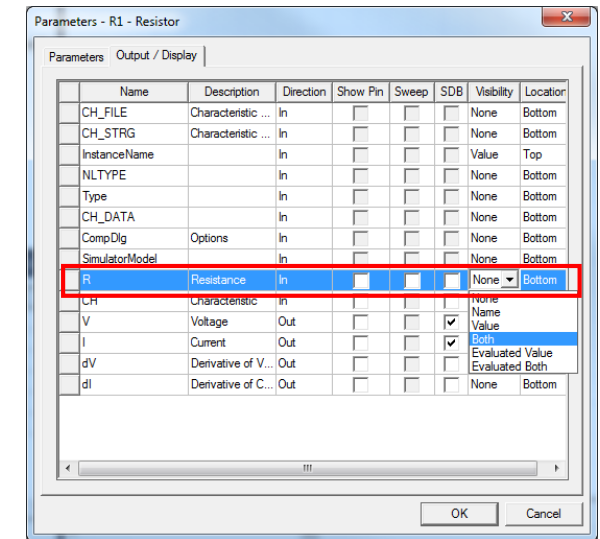 Parameters - R1 - Resistor
Parameters Output / Display
Name Description Direction Show Pin Sweep SDB Visibility Location
CH_FILE Characteristic ... In None Bottom
CH_STRG Characteristic ... In None Bottom
InstanceName In Value Top
NLTYPE In None Bottom
Type In None Bottom
CH_DATA In None Bottom
CompDlg Options In None Bottom
SimulatorModel In None Bottom
R Resistance In None Bottom
CH Characteristic In None
V Voltage Out Name
Value
I Current Out Both
dV Derivative of V... Out Evaluated Value
Evaluated Both
dI Derivative of C... Out None Bottom
OK Cancel